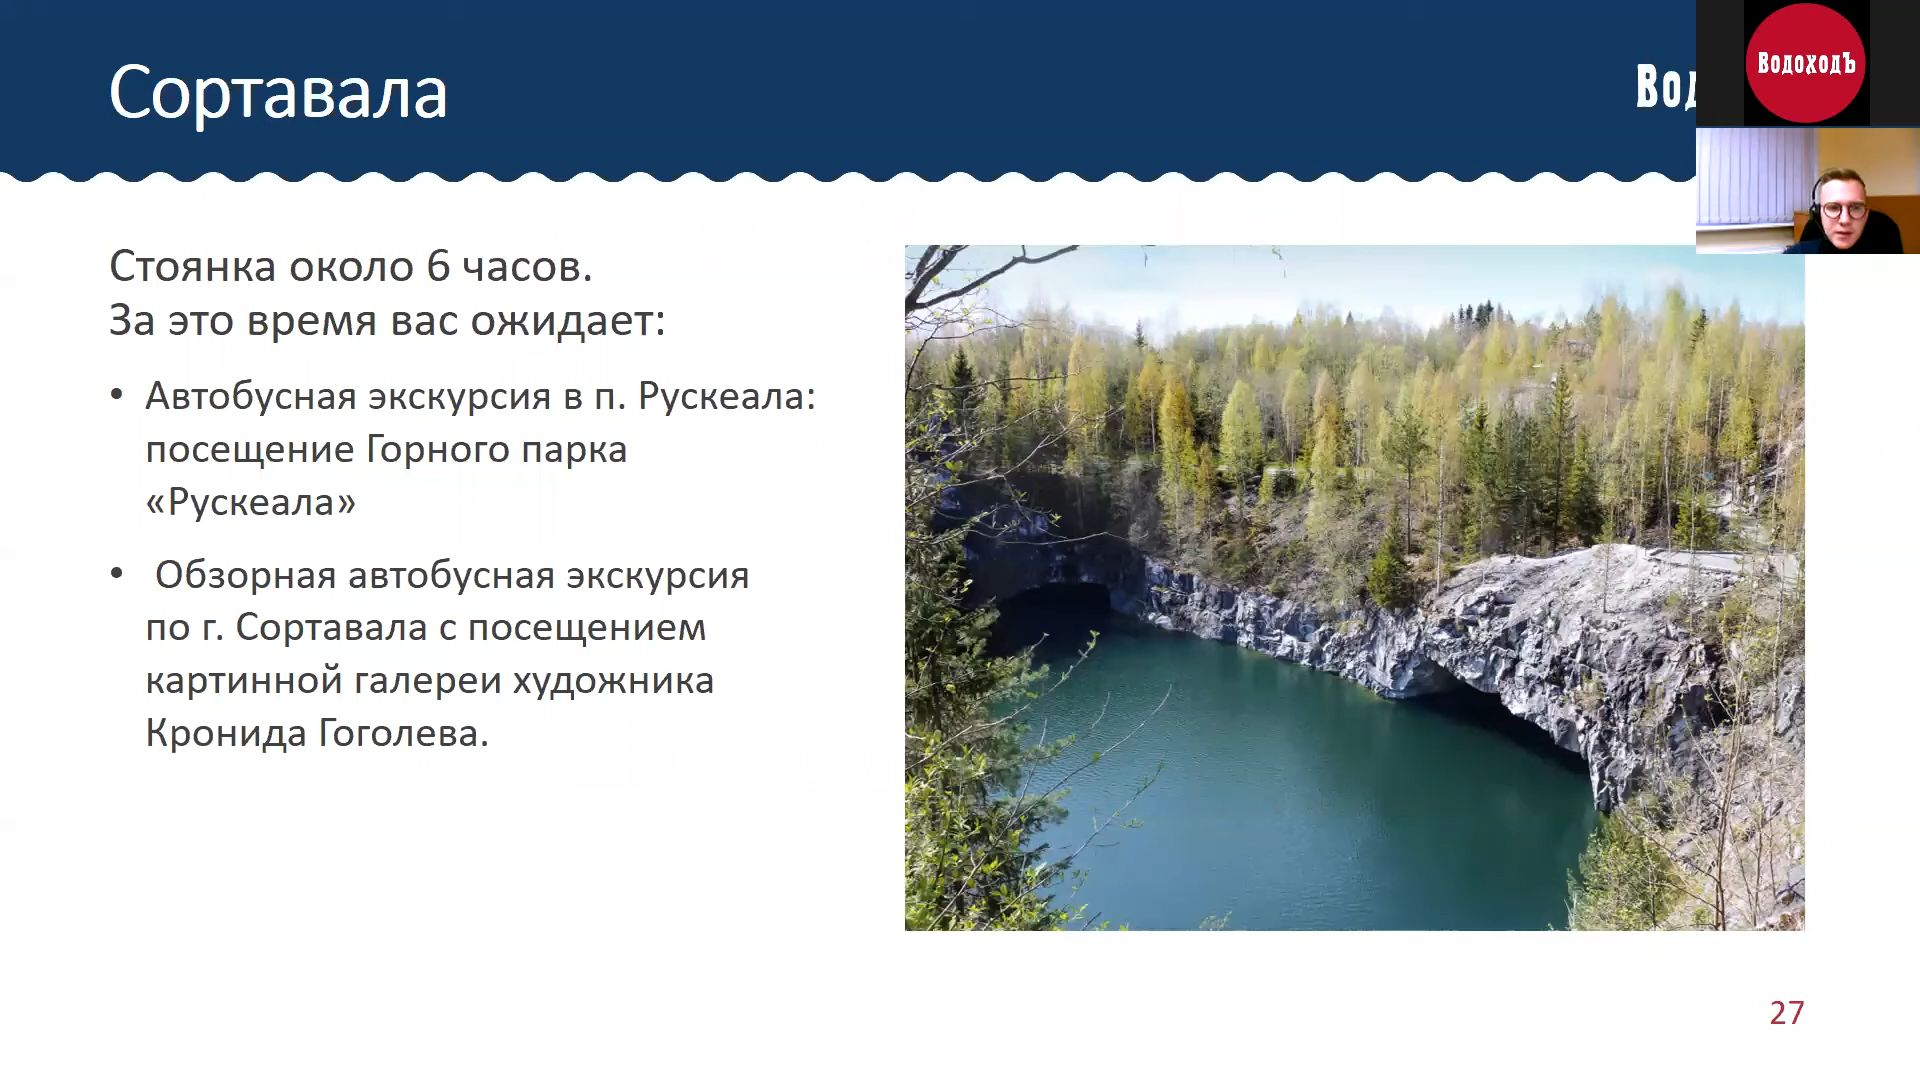 Сортавала
ВодоходЪ
Стоянка около 6 часов.
За это время вас ожидает:
• Автобусная экскурсия в п. Рускеала:
посещение Горного парка
«Рускеала»
• Обзорная автобусная экскурсия
по г. Сортавала с посещением
картинной галереи художника
Кронида Гоголева.
27